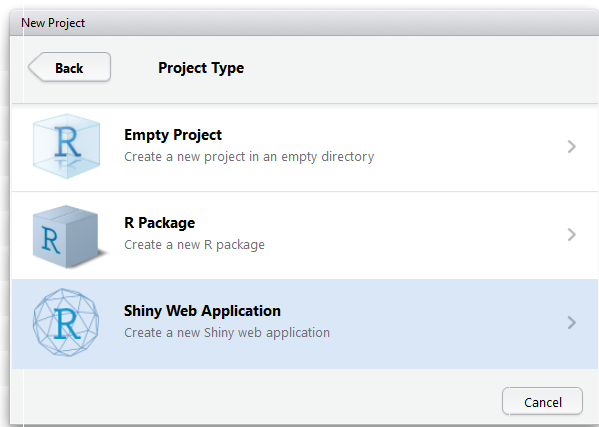 New Project
Back
Project Type
R
Empty Project
Create a new project in an empty directory
R
R Package
Create a new R package
R
Shiny Web Application
Create a new Shiny web application
Cancel